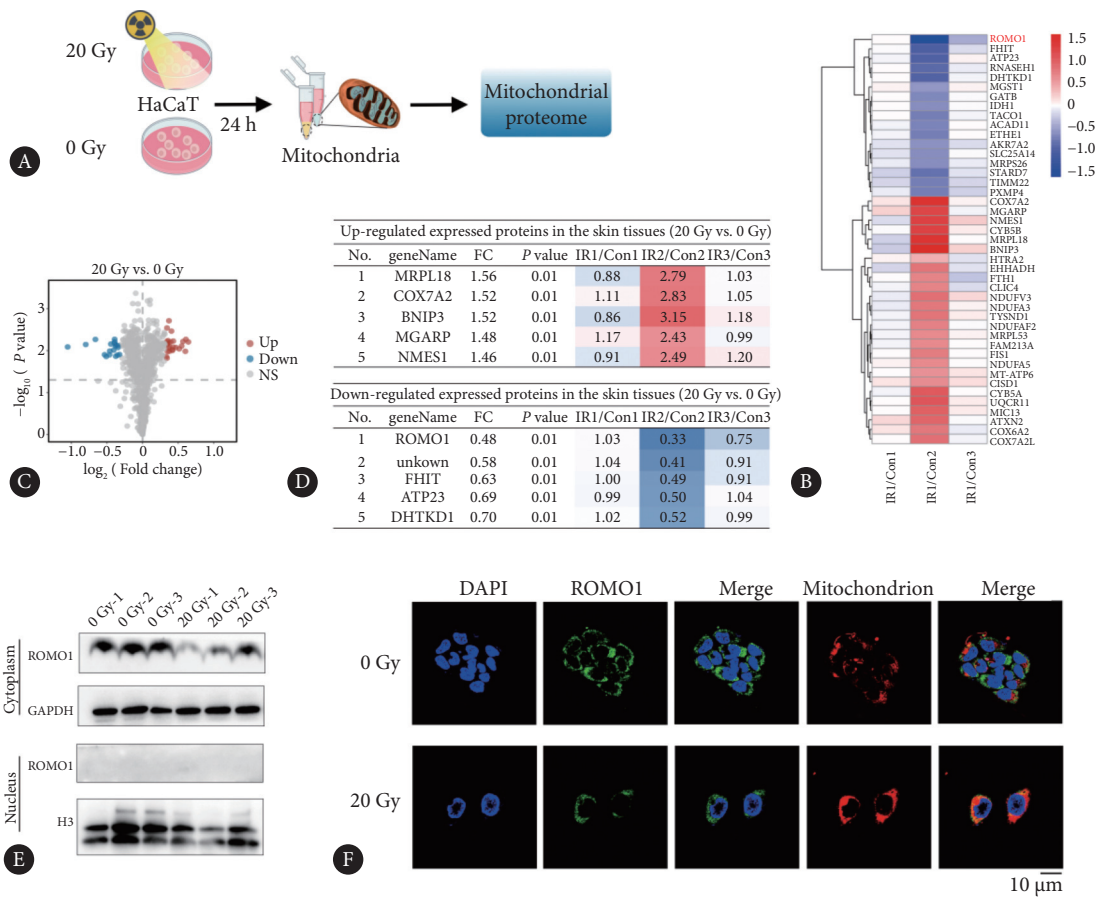 20 Gy
HaCaT
24 h
0 Gy
Mitochondria
Mitochondrial
proteome
A
ROMO1
FHIT
ATP23
RNASEH1
DHTKD1
MGST1
GATB
IDH1
TACO1
ACAD11
ETHE1
AKR7A2
SLC25A14
MRPS26
STARD7
TIMM22
PXMP4
COX7A2
MGARP
NMES1
CYB5B
MRPL18
BNIP3
HTRA2
EHHADH
FTH1
CLIC4
NDUFV3
NDUFA3
TYSND1
NDUFAF2
MRPL53
FAM213A
FIS1
NDUFA5
MT-ATP6
CISD1
CYB5A
UQCR11
MIC13
ATXN2
COX6A2
COX7A2L
1.5
1.0
0.5
0
−0.5
−1.0
−1.5
IR1/Con1
IR1/Con2
IR1/Con3
B
20 Gy vs. 0 Gy
−log10 ( P value)
3
2
1
0
−1.0 −0.5 0.0 0.5 1.0
log2 ( Fold change)
Up
Down
NS
C
Up-regulated expressed proteins in the skin tissues (20 Gy vs. 0 Gy)
No. geneName FC P value IR1/Con1 IR2/Con2 IR3/Con3
1 MRPL18 1.56 0.01 0.88 2.79 1.03
2 COX7A2 1.52 0.01 1.11 2.83 1.05
3 BNIP3 1.52 0.01 0.86 3.15 1.18
4 MGARP 1.48 0.01 1.17 2.43 0.99
5 NMES1 1.46 0.01 0.91 2.49 1.20
Down-regulated expressed proteins in the skin tissues (20 Gy vs. 0 Gy)
No. geneName FC P value IR1/Con1 IR2/Con2 IR3/Con3
1 ROMO1 0.48 0.01 1.03 0.33 0.75
2 unkown 0.58 0.01 1.04 0.41 0.91
3 FHIT 0.63 0.01 1.00 0.49 0.91
4 ATP23 0.69 0.01 0.99 0.50 1.04
5 DHTKD1 0.70 0.01 1.02 0.52 0.99
D
0 Gy-1 0 Gy-2 0 Gy-3 20 Gy-1 20 Gy-2 20 Gy-3
Cytoplasm
ROMO1
GAPDH
Nucleus
ROMO1
H3
E
DAPI ROMO1 Merge Mitochondrion Merge
0 Gy
20 Gy
10 μm
F